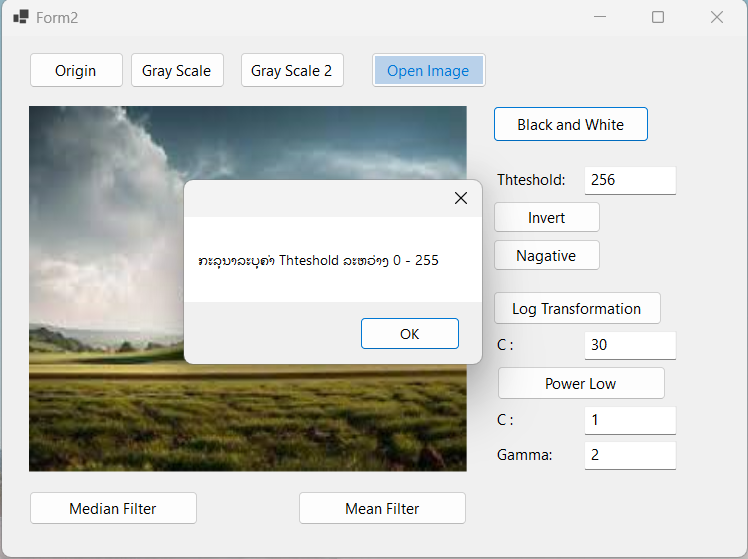 Form2
Origin
Gray Scale
Gray Scale 2
Open Image
Black and White
Thteshold: 256
Invert
Nagative
ກະລຸນາລະບຸຄ່າ Thteshold ລະຫວ່າງ 0 - 255
OK
Log Transformation
C : 30
Power Low
C : 1
Gamma: 2
Median Filter
Mean Filter